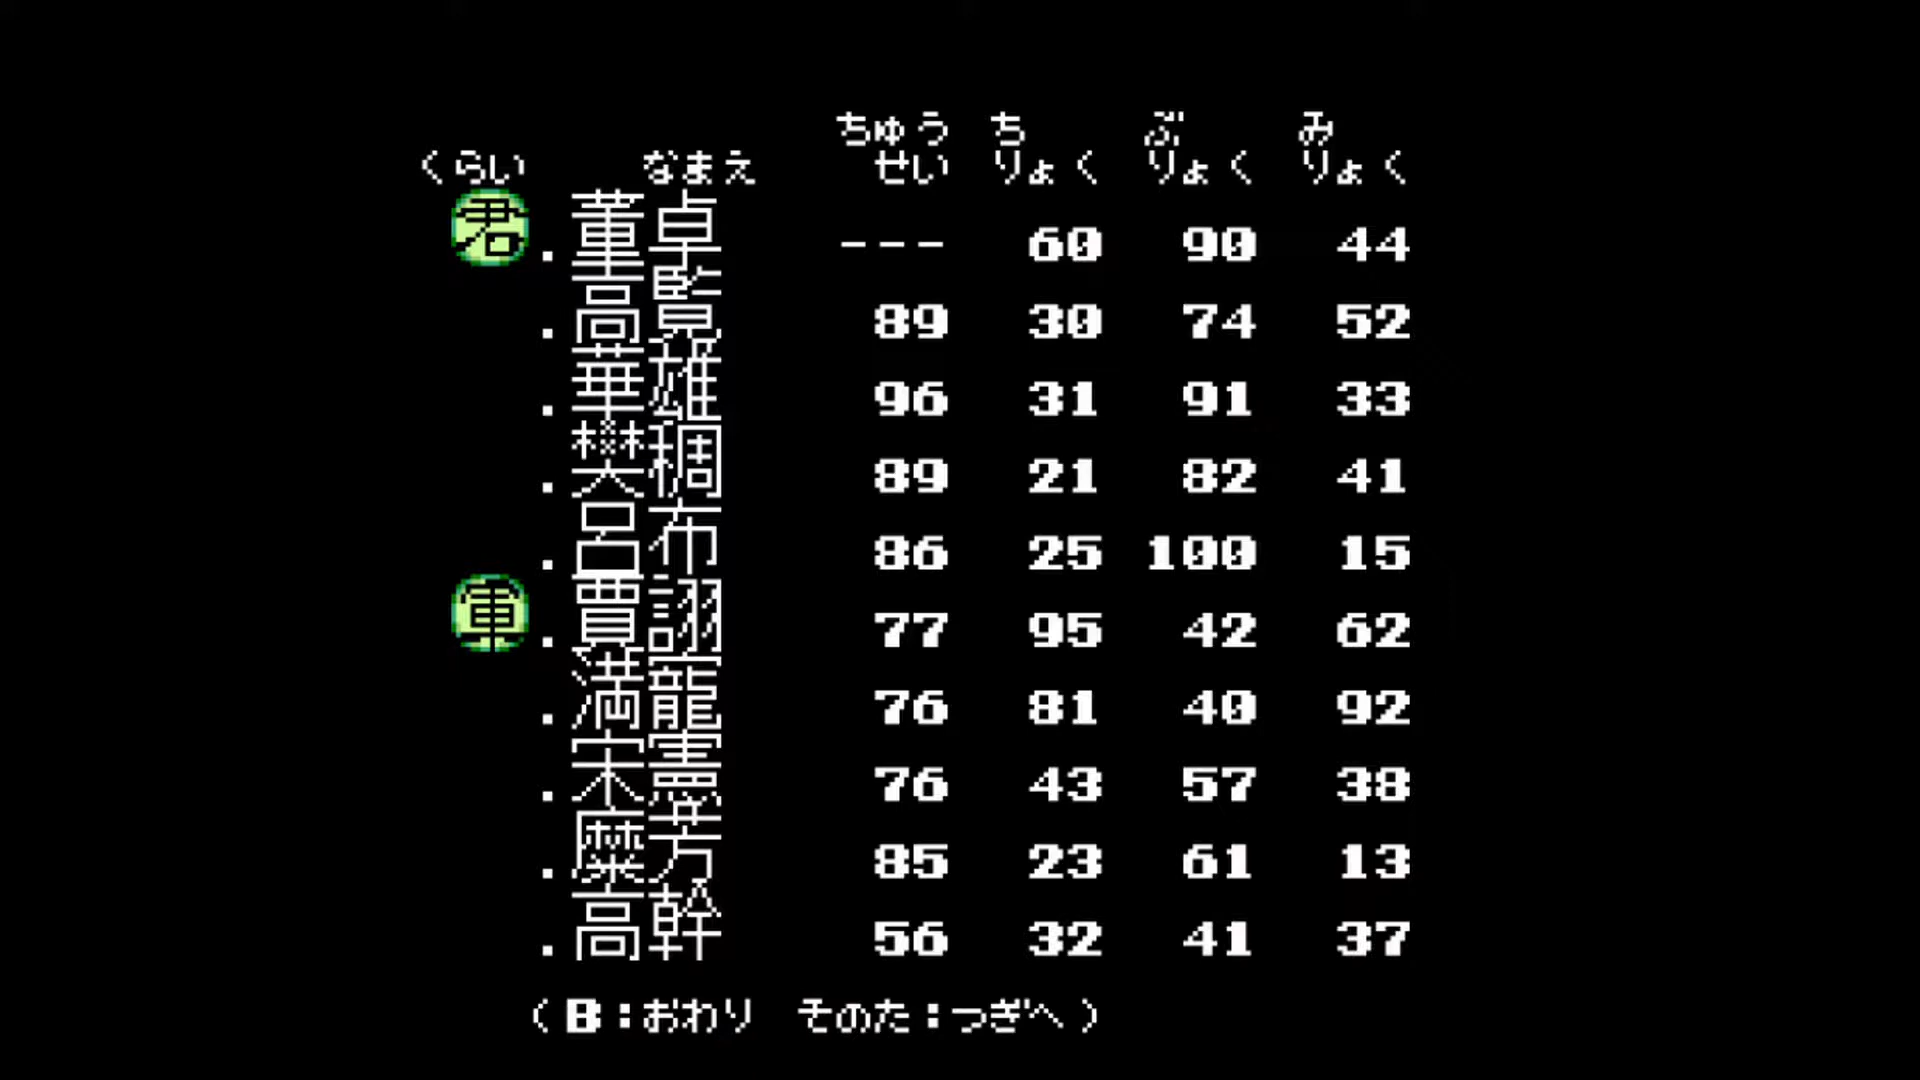 くらい なまえ ちゅうせい ちりょく ぶりょく みりょく
君.董卓 --- 60 90 44
.高覧 89 30 74 52
.華雄 96 31 91 33
.樊稠 89 21 82 41
.呂布 86 25 100 15
軍.賈詡 77 95 42 62
.満寵 76 81 40 92
.宋憲 76 43 57 38
.糜芳 85 23 61 13
.高幹 56 32 41 37
(B:おわり そのた:つぎへ)